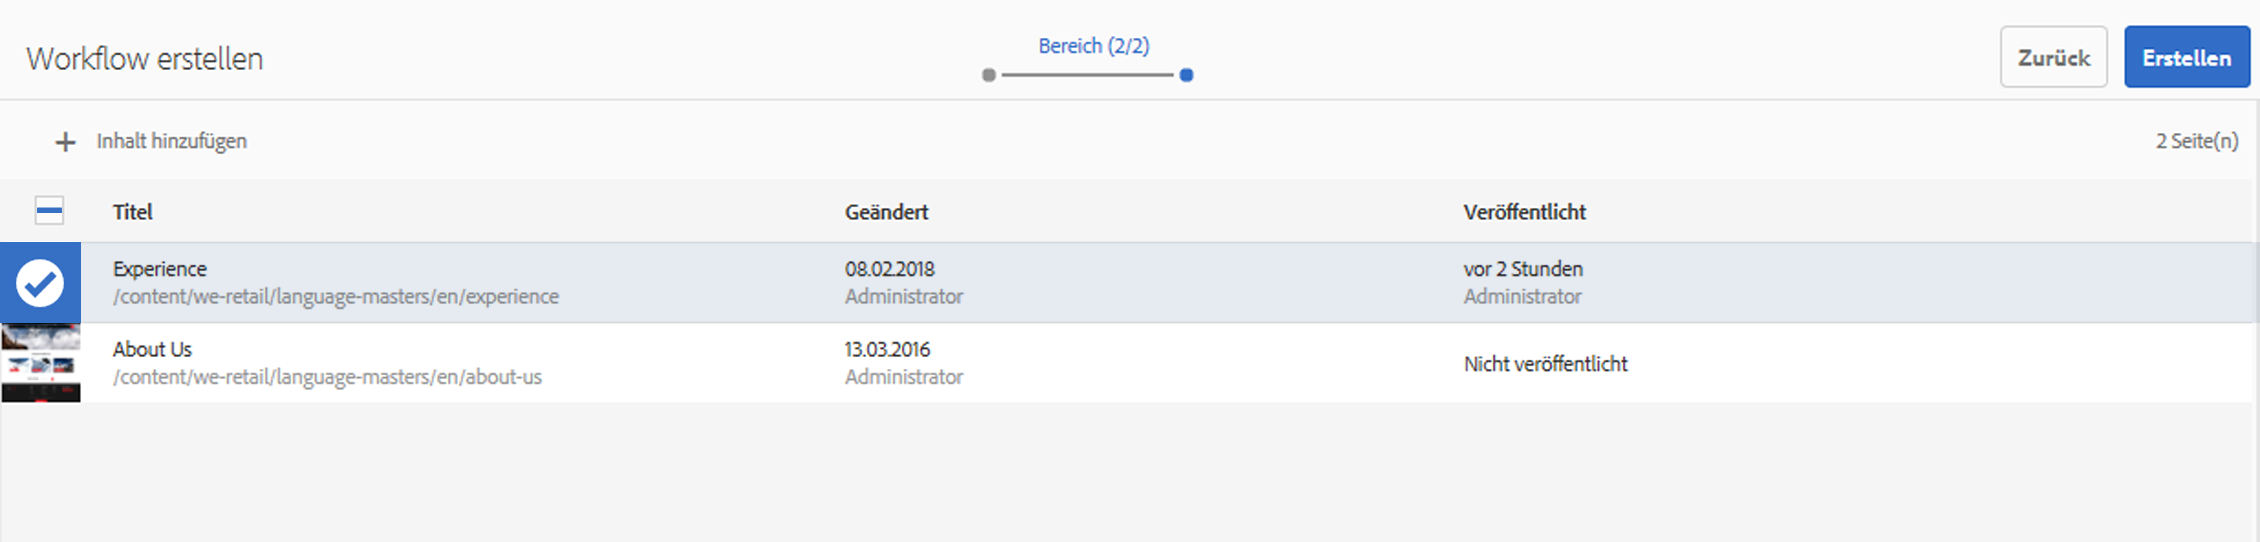 Workflow erstellen
Bereich (2/2)
Zurück
Erstellen
Inhalt hinzufügen
2 Seite(n)
Titel
Geändert
Veröffentlicht
Experience
08.02.2018
vor 2 Stunden
/content/we-retail/language-masters/en/experience
Administrator
Administrator
About Us
13.03.2016
Nicht veröffentlicht
/content/we-retail/language-masters/en/about-us
Administrator